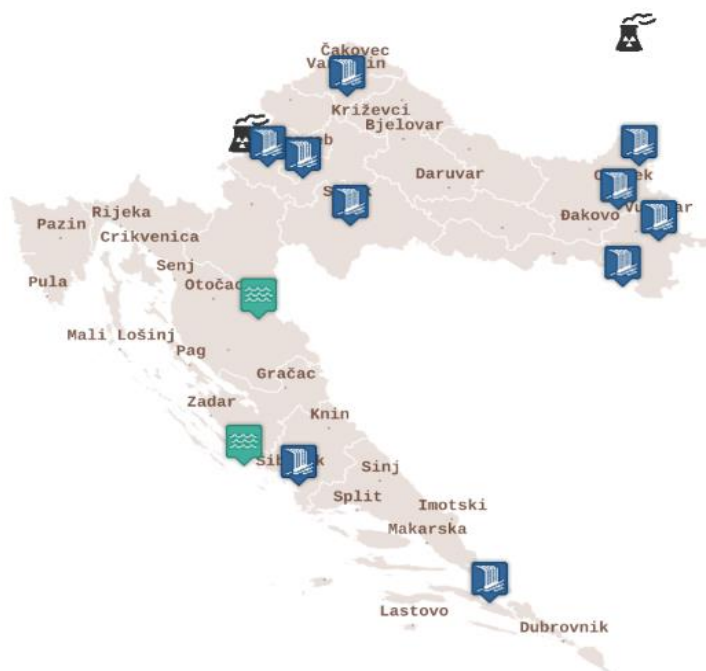 Čakovec
Križevci
Bjelovar
Daruvar
Rijeka
Pazin
Crikvenica
Đakovo
Senj
Pula
Otočac
Mali Lošinj
Pag
Gračac
Zadar
Knin
Sinj
Split
Imotski
Makarska
Lastovo
Dubrovnik